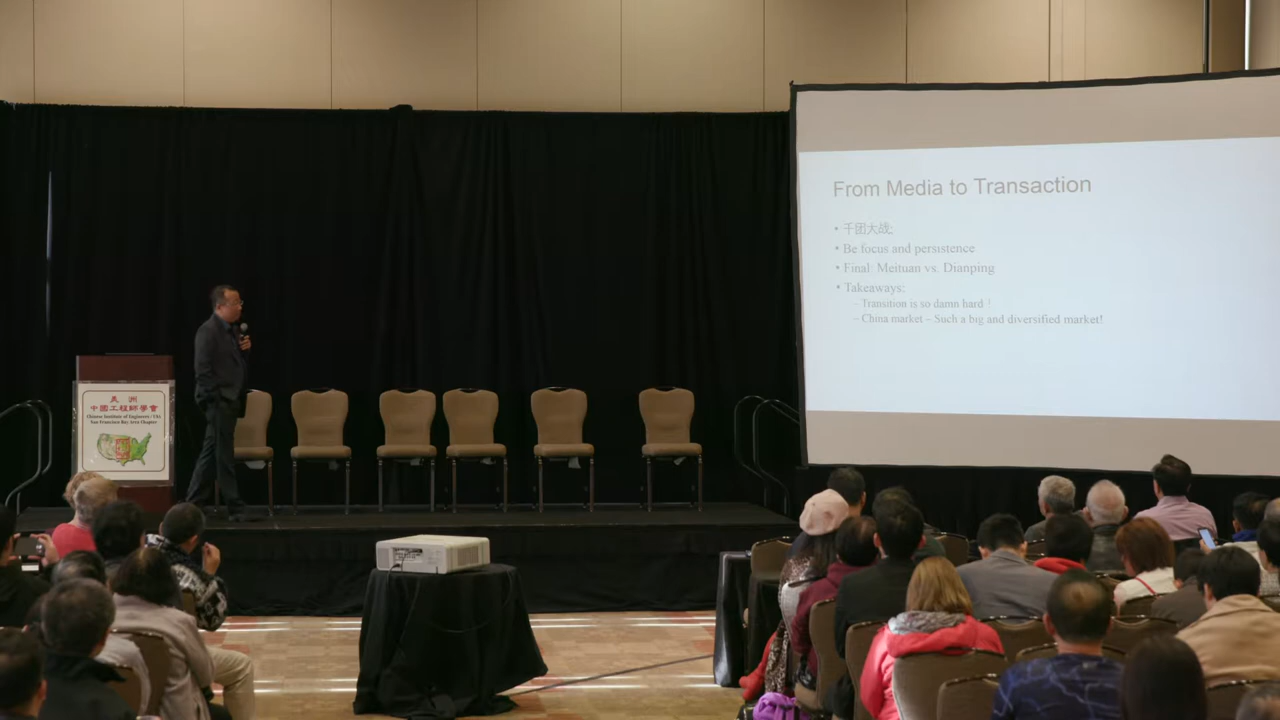 From Media to Transaction
• 千团大战:
• Be focus and persistence
• Final: Meituan vs. Dianping
• Takeaways:
– Transition is so damn hard !
– China market – Such a big and diversified market!
美 洲
中國工程師學會
Chinese Institute of Engineers / USA
San Francisco Bay Area Chapter